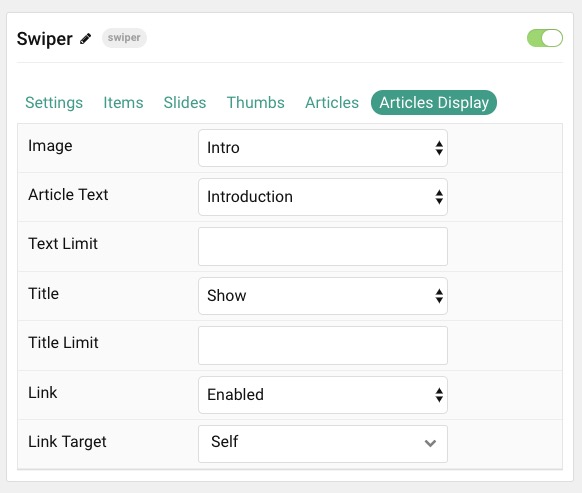 Swiper swiper
Settings Items Slides Thumbs Articles Articles Display
Image Intro
Article Text Introduction
Text Limit
Title Show
Title Limit
Link Enabled
Link Target Self